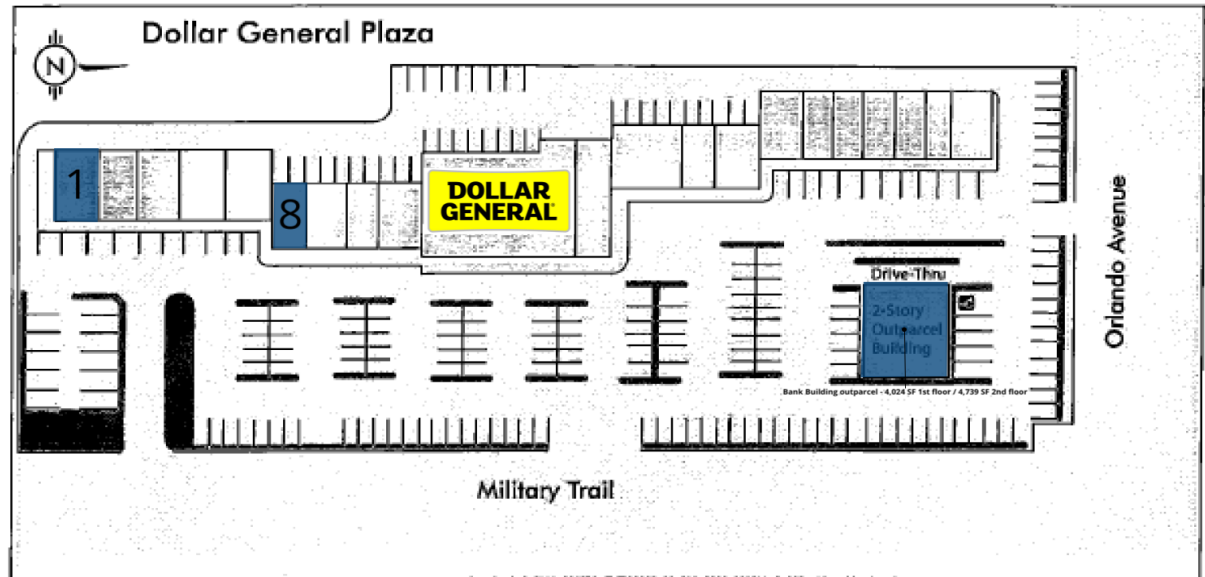 Dollar General Plaza
N
1
8
DOLLAR
GENERAL
Drive-Thru
2-Story
Outparcel
Building
Bank Building outparcel - 4,024 SF 1st floor / 4,739 SF 2nd floor
Orlando Avenue
Military Trail